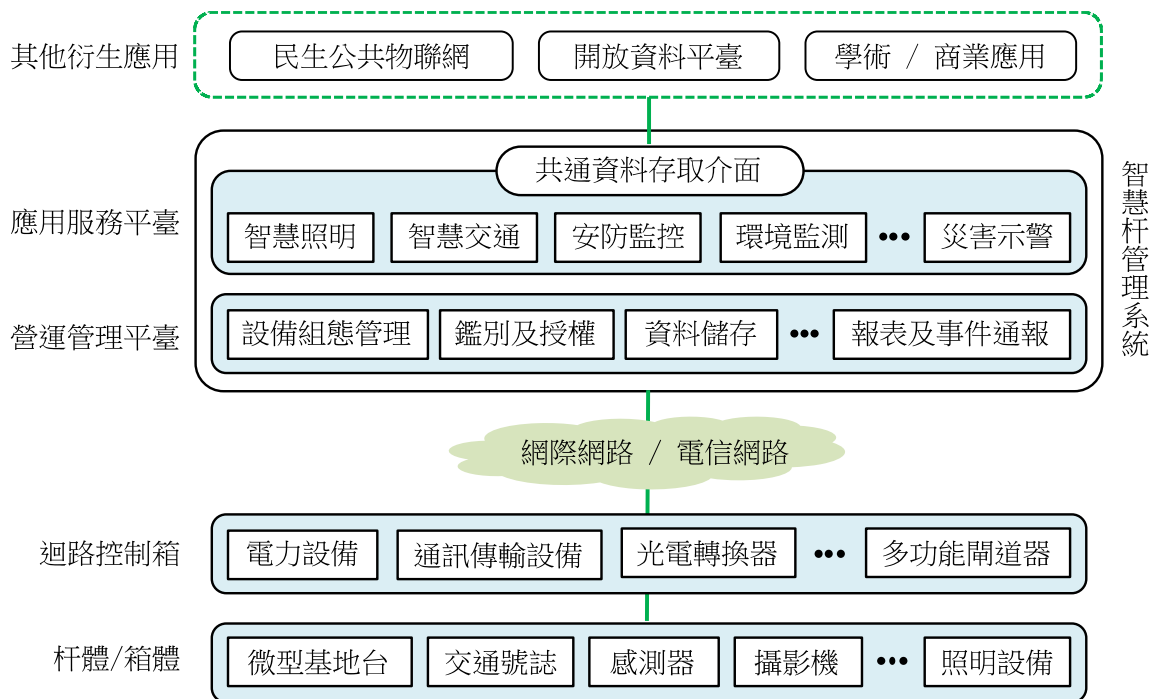 其他衍生應用
民生公共物聯網
開放資料平臺
學術 / 商業應用
智慧杆管理系統
共通資料存取介面
應用服務平臺
智慧照明
智慧交通
安防監控
環境監測
•••
災害示警
營運管理平臺
設備組態管理
鑑別及授權
資料儲存
•••
報表及事件通報
網際網路 / 電信網路
迴路控制箱
電力設備
通訊傳輸設備
光電轉換器
•••
多功能閘道器
杆體/箱體
微型基地台
交通號誌
感測器
攝影機
•••
照明設備